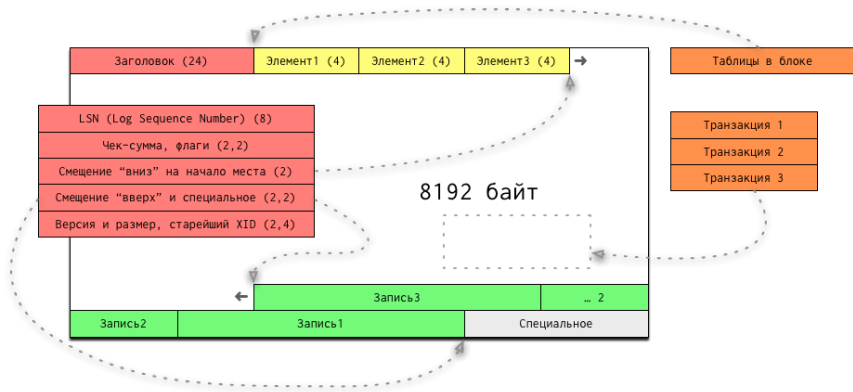 Заголовок (24)
Элемент1 (4)
Элемент2 (4)
Элемент3 (4)
Таблицы в блоке
LSN (Log Sequence Number) (8)
Чек-сумма, флаги (2,2)
Смещение “вниз” на начало места (2)
Смещение “вверх” и специальное (2,2)
Версия и размер, старейший XID (2,4)
Транзакция 1
Транзакция 2
Транзакция 3
8192 байт
Запись3
… 2
Запись2
Запись1
Специальное